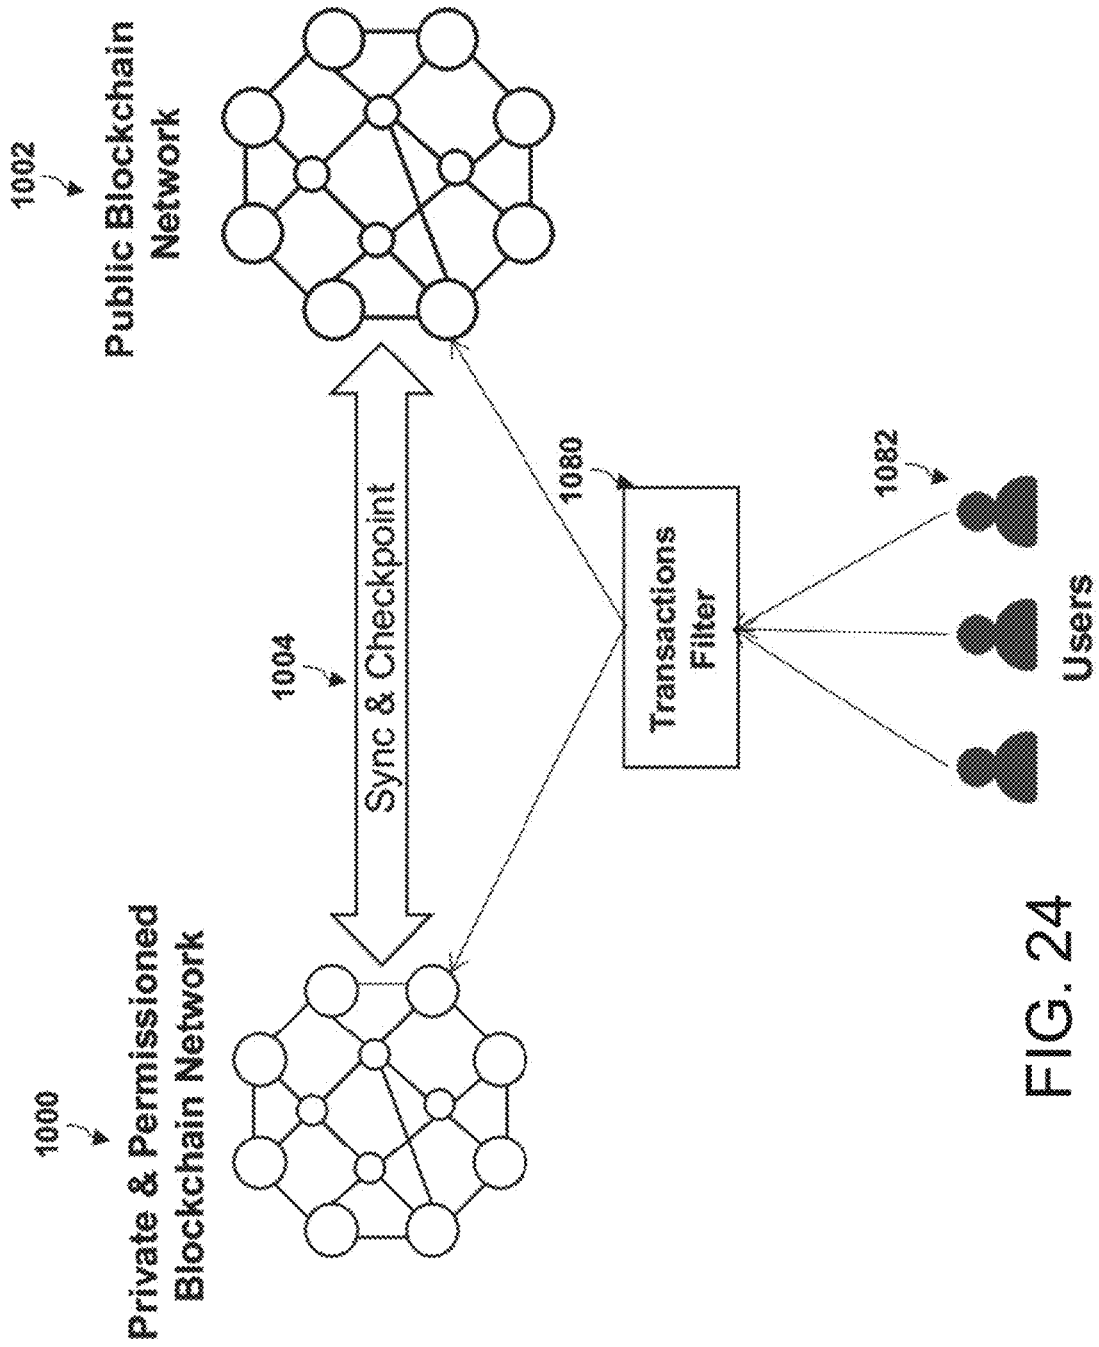 1000
Private & Permissioned
Blockchain Network
1002
Public Blockchain
Network
1004
Sync & Checkpoint
1080
Transactions
Filter
1082
Users
FIG. 24